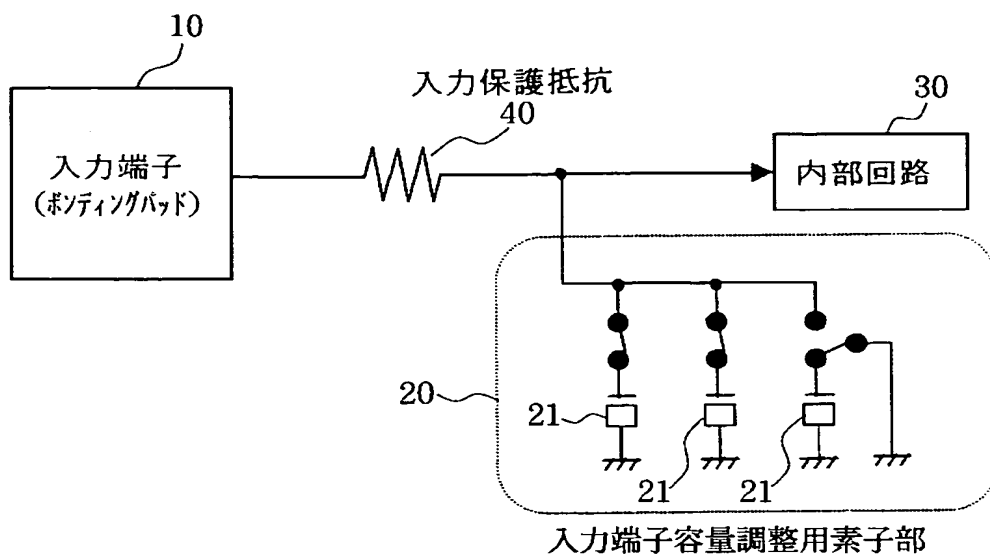 10
入力保護抵抗
40
30
入力端子
(ボンディングパッド)
内部回路
20
21
21
21
入力端子容量調整用素子部